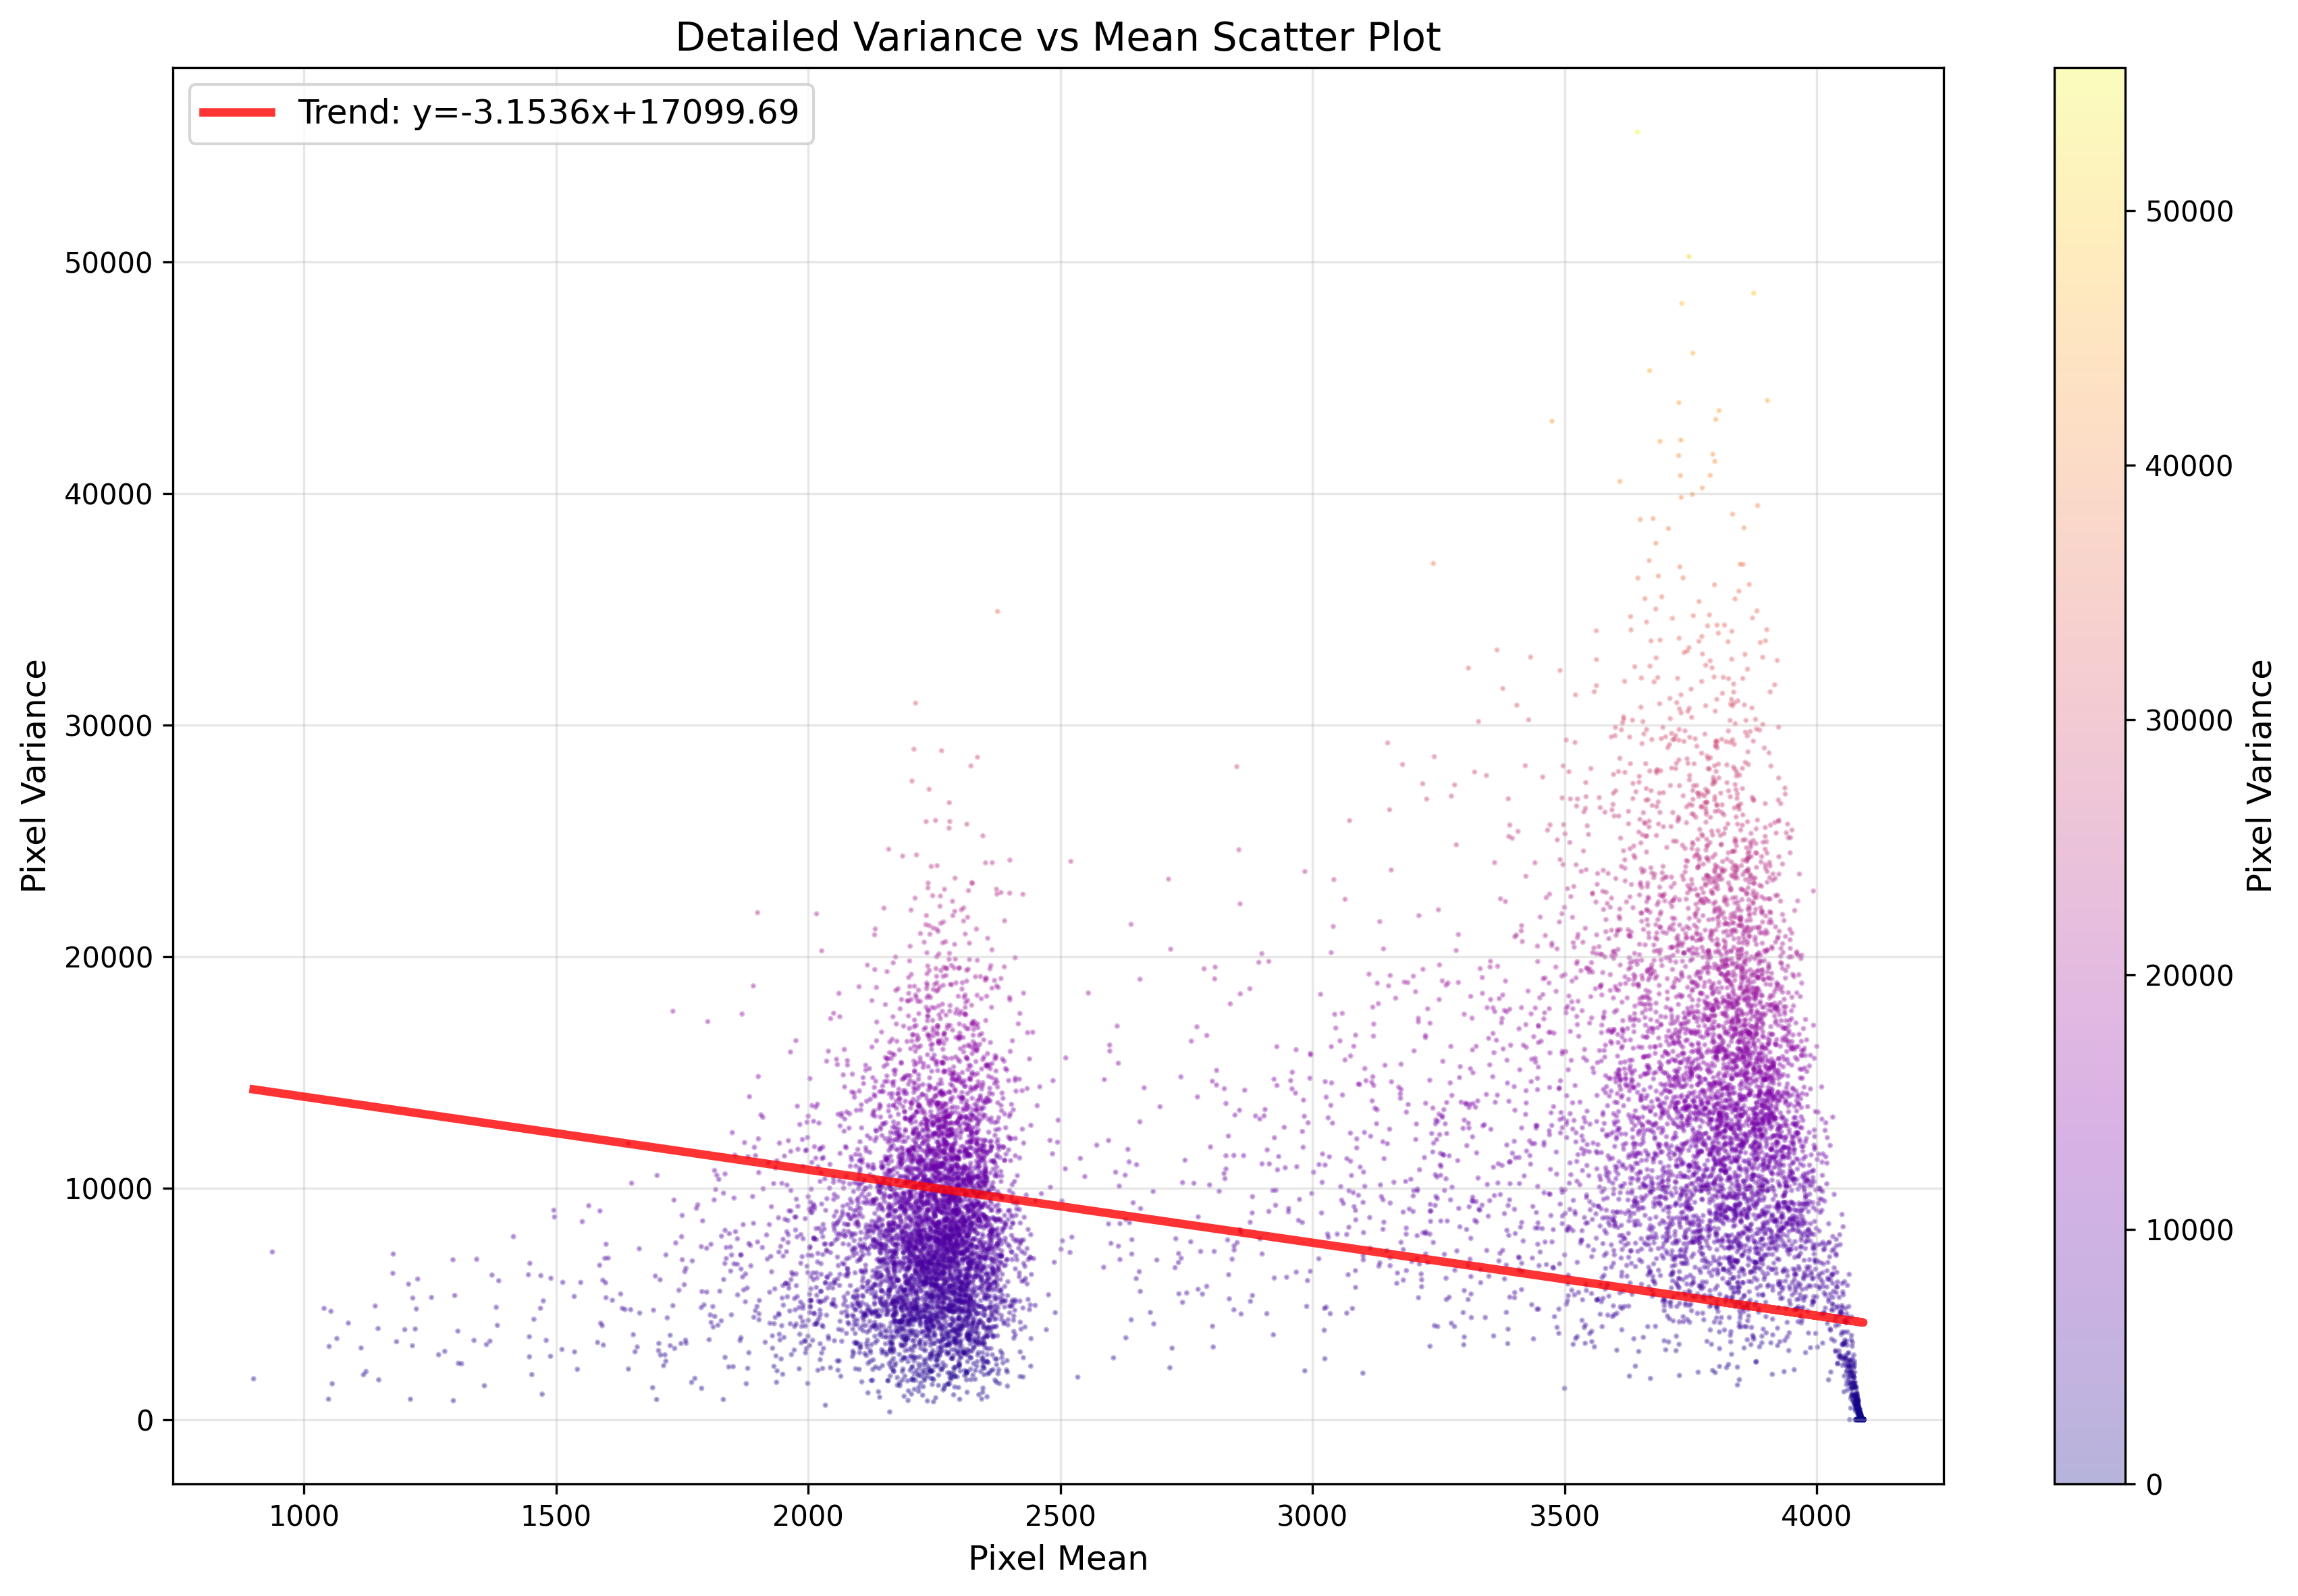 Detailed Variance vs Mean Scatter Plot
Trend: y=-3.1536x+17099.69
Pixel Variance
50000
40000
30000
20000
10000
0
1000 1500 2000 2500 3000 3500 4000
Pixel Mean
50000
40000
30000
20000
10000
0
Pixel Variance